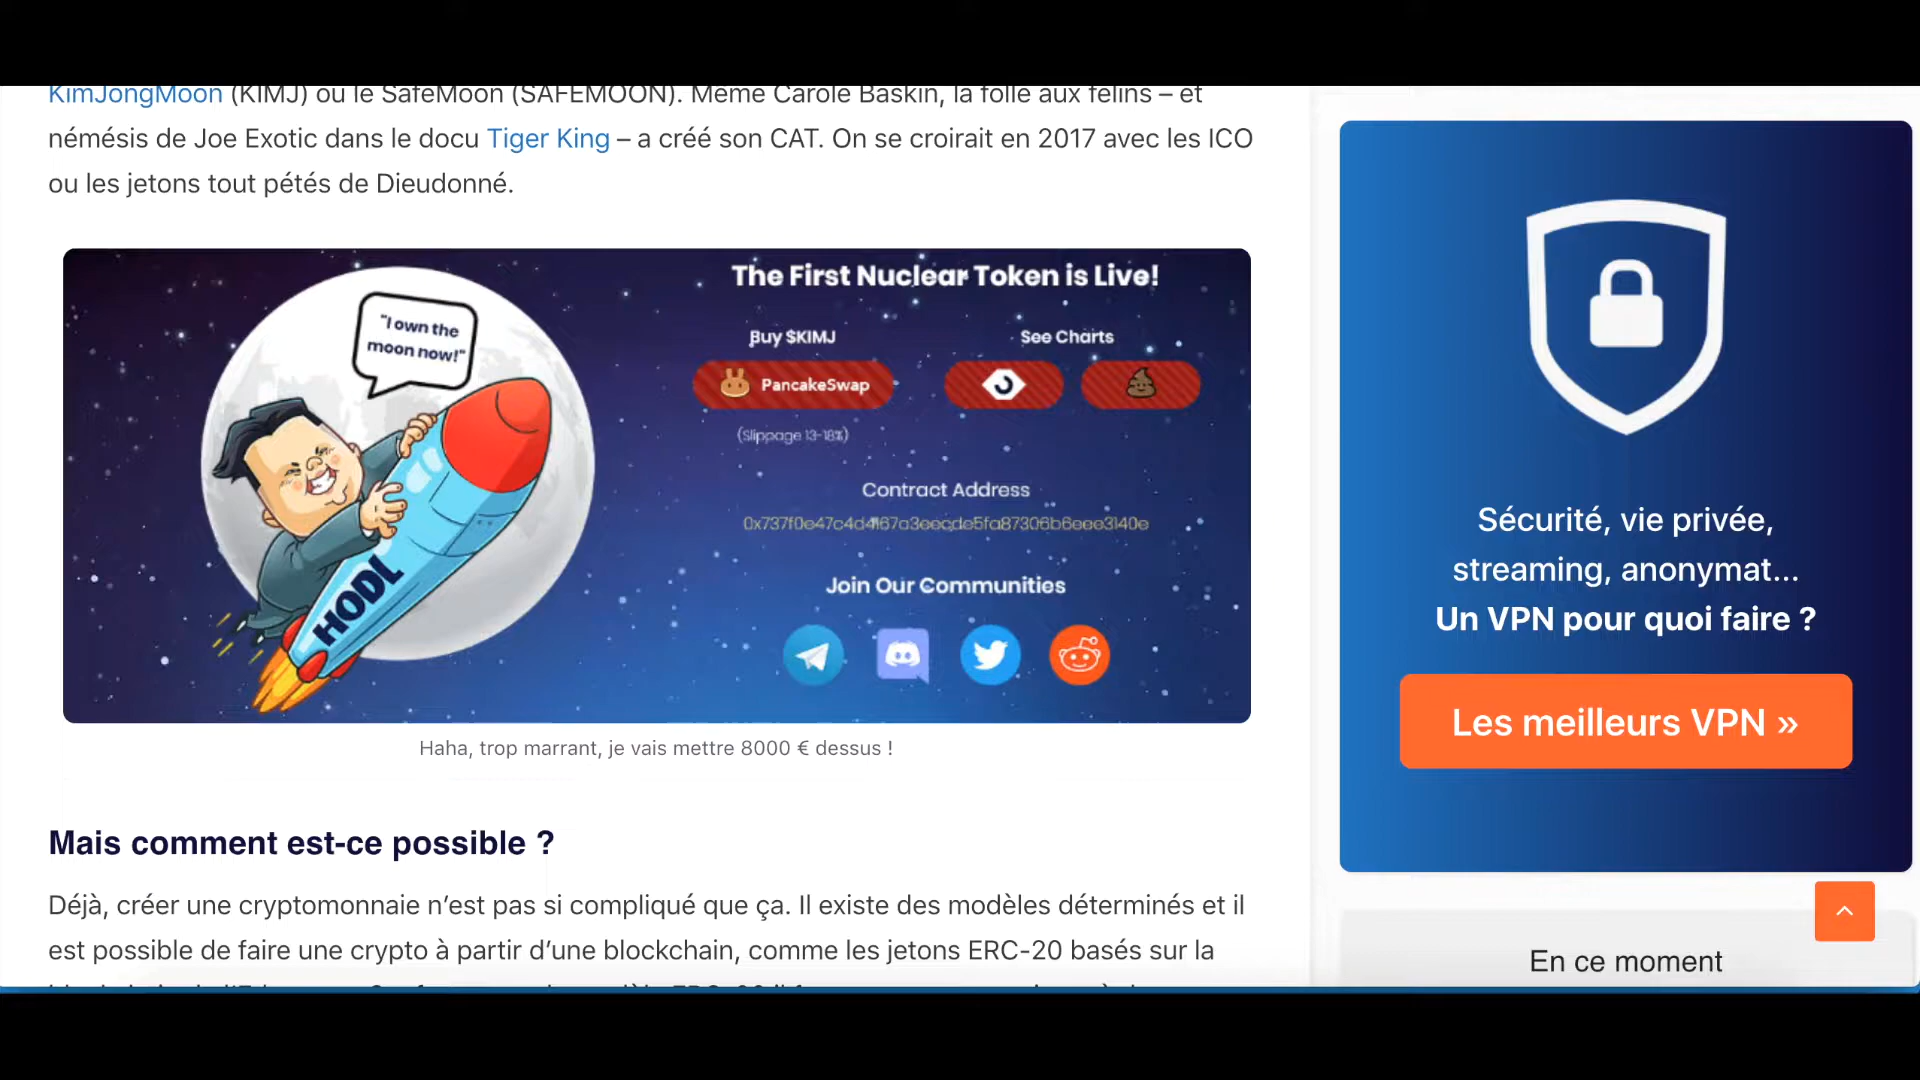 KimJongMoon (KIMJ) ou le SafeMoon (SAFEMOON). Même Carole Baskin, la folle aux félins – et
némésis de Joe Exotic dans le docu Tiger King – a créé son CAT. On se croirait en 2017 avec les ICO
ou les jetons tout pétés de Dieudonné.
"I own the
moon now!"
HODL
The First Nuclear Token is Live!
Buy $KIMJ
See Charts
PancakeSwap
(Slippage 13-18%)
Contract Address
Join Our Communities
Haha, trop marrant, je vais mettre 8000 € dessus !
Mais comment est-ce possible ?
Déjà, créer une cryptomonnaie n’est pas si compliqué que ça. Il existe des modèles déterminés et il
est possible de faire une crypto à partir d’une blockchain, comme les jetons ERC-20 basés sur la
Sécurité, vie privée,
streaming, anonymat...
Un VPN pour quoi faire ?
Les meilleurs VPN »
En ce moment